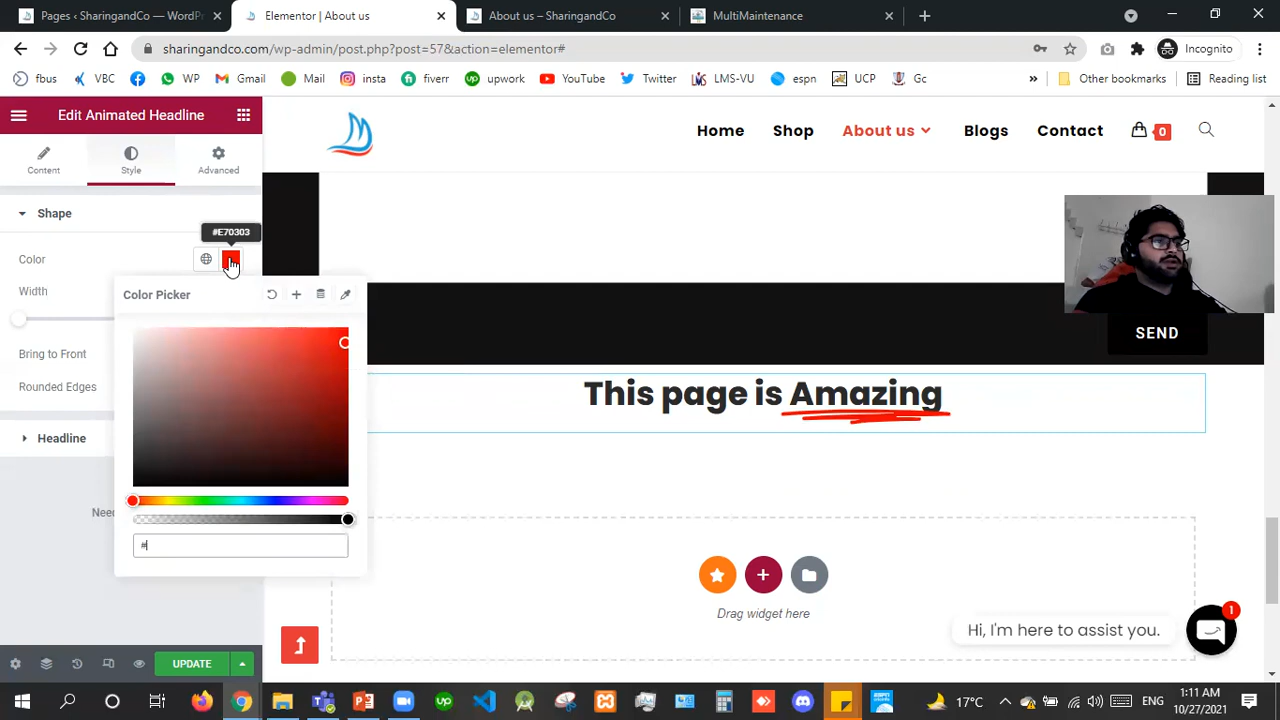 Pages ‹ SharingandCo — WordPr
Elementor | About us
About us – SharingandCo
MultiMaintenance
sharingandco.com/wp-admin/post.php?post=57&action=elementor#
Incognito
fbus
VBC
WP
Gmail
Mail
insta
fiverr
upwork
YouTube
Twitter
LMS-VU
espn
UCP
Gc
»
Other bookmarks
Reading list
Edit Animated Headline
Content
Style
Advanced
Home
Shop
About us
Blogs
Contact
0
Shape
#E70303
Color
Width
Color Picker
Bring to Front
Rounded Edges
Headline
Need
#
SEND
This page is Amazing
Drag widget here
Hi, I'm here to assist you.
1
UPDATE
17°C
ENG
1:11 AM
10/27/2021